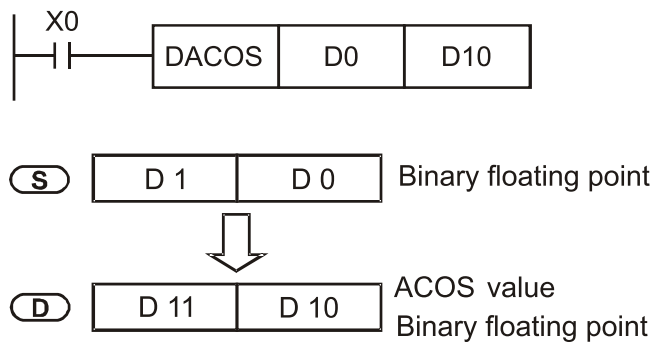 X0
DACOS D0 D10
S D 1 D 0 Binary floating point
D D 11 D 10 ACOS value
Binary floating point